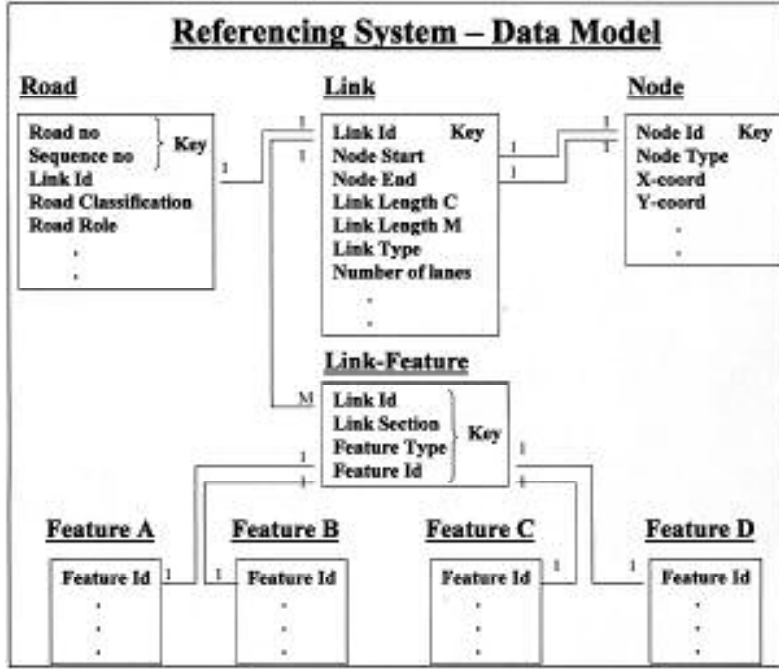 Referencing System – Data Model
Road
Link
Node
Road no
Sequence no
Key
Link Id
Road Classification
Road Role
1
1
1
Link Id Key
Node Start
Node End
Link Length C
Link Length M
Link Type
Number of lanes
1
1
1
1
Node Id Key
Node Type
X-coord
Y-coord
Link-Feature
M
Link Id
Link Section
Feature Type
Feature Id
Key
1
1
1
1
Feature A
Feature B
Feature C
Feature D
Feature Id
1
1
Feature Id
Feature Id
1
1
Feature Id